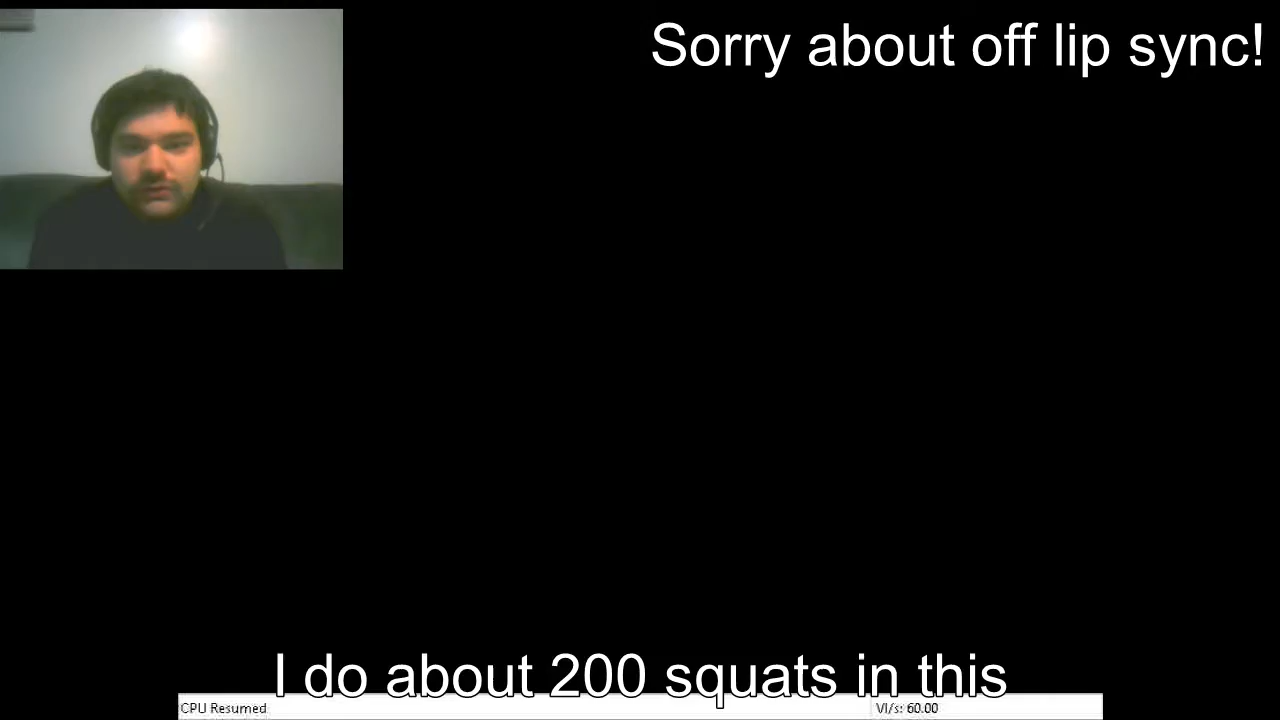 Sorry about off lip sync!
I do about 200 squats in this
CPU Resumed VI/s: 60.00